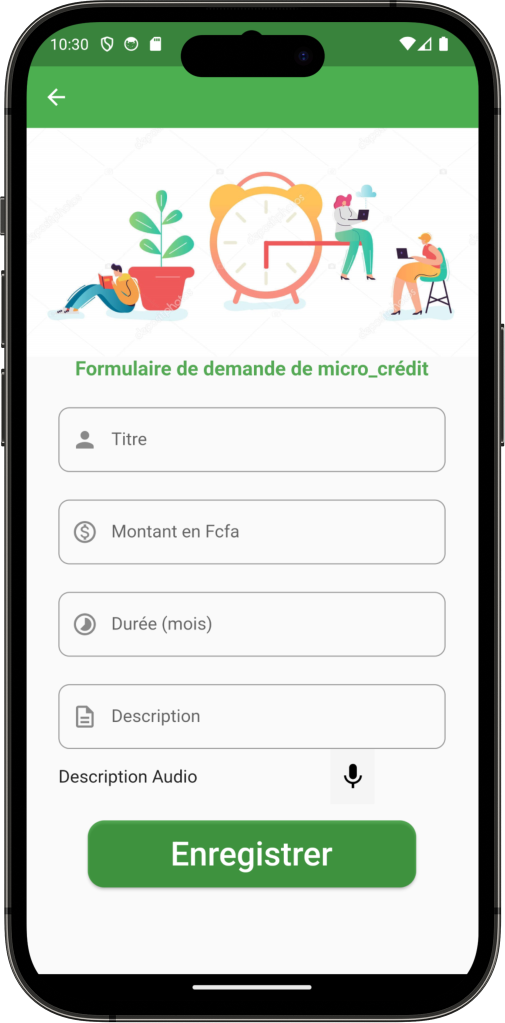 10:30
Formulaire de demande de micro_crédit
Titre
Montant en Fcfa
Durée (mois)
Description
Description Audio
Enregistrer